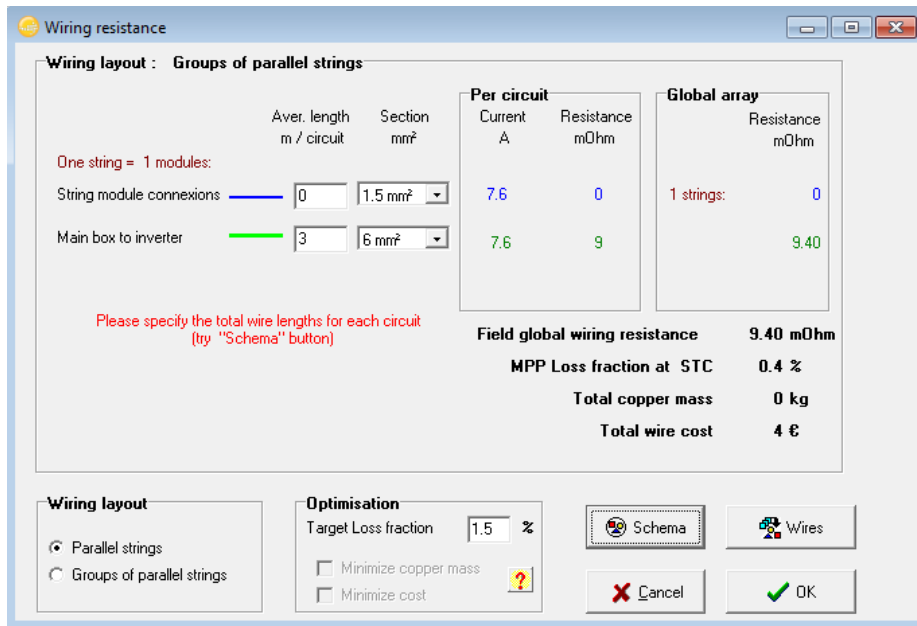 Wiring resistance
Wiring layout : Groups of parallel strings
Per circuit
Global array
Aver. length Section Current Resistance Resistance
m / circuit mm² A mOhm mOhm
One string = 1 modules:
String module connexions 0 1.5 mm² 7.6 0 1 strings: 0
Main box to inverter 3 6 mm² 7.6 9 9.40
Please specify the total wire lengths for each circuit
(try "Schema" button)
Field global wiring resistance 9.40 mOhm
MPP Loss fraction at STC 0.4 %
Total copper mass 0 kg
Total wire cost 4 €
Wiring layout
Parallel strings
Groups of parallel strings
Optimisation
Target Loss fraction 1.5 %
Minimize copper mass
Minimize cost
?
Schema
Wires
Cancel
OK